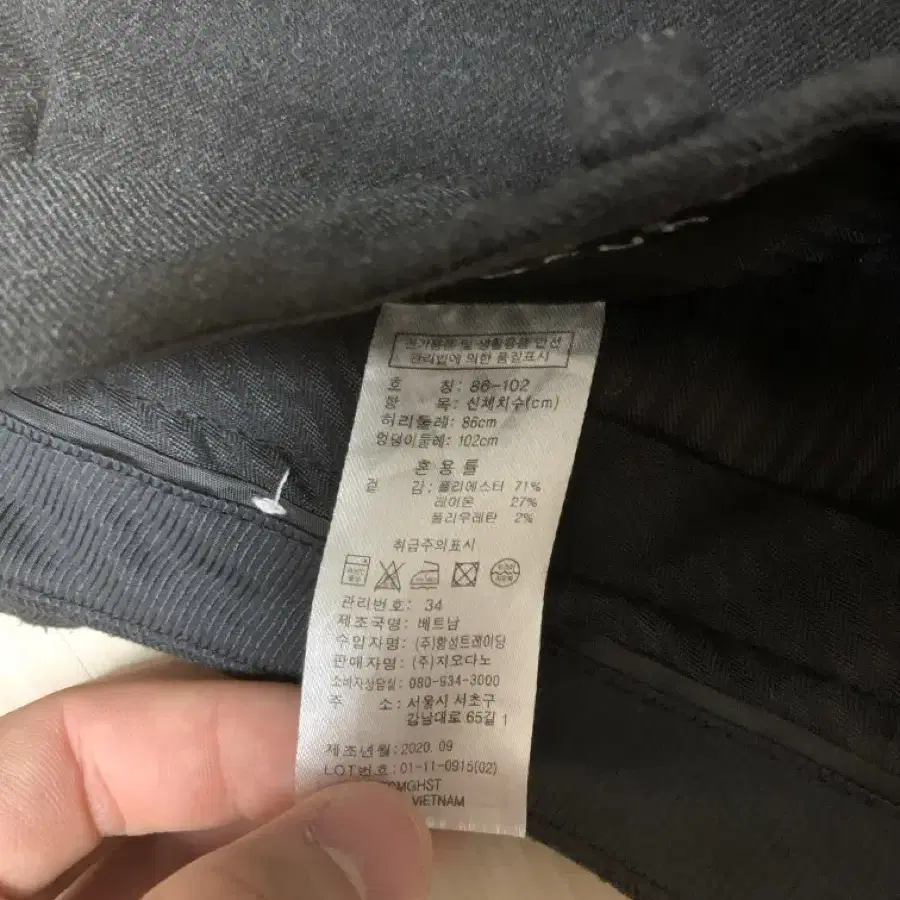 전기용품 및 생활용품 안전
관리법에 의한 품질표시
호 칭: 86-102
항 목: 신체치수(cm)
허리둘레: 86cm
엉덩이둘레: 102cm
혼용률
겉 감: 폴리에스터 71%
레이온 27%
폴리우레탄 2%
취급주의표시
관리번호: 34
제조국명: 베트남
수입자명: (주)항성트레이딩
판매자명: (주)지오다노
소비자상담실: 080-934-3000
주 소: 서울시 서초구
강남대로 65길 1
제조년월: 2020. 09
LOT번호: 01-11-0915(02)
VIETNAM